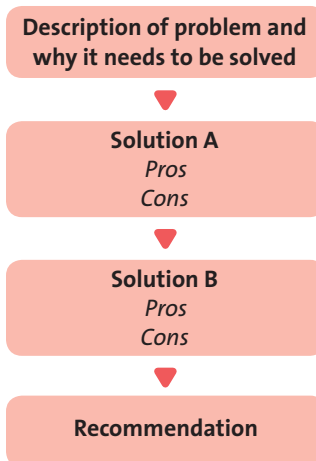 Description of problem and
why it needs to be solved
Solution A
Pros
Cons
Solution B
Pros
Cons
Recommendation